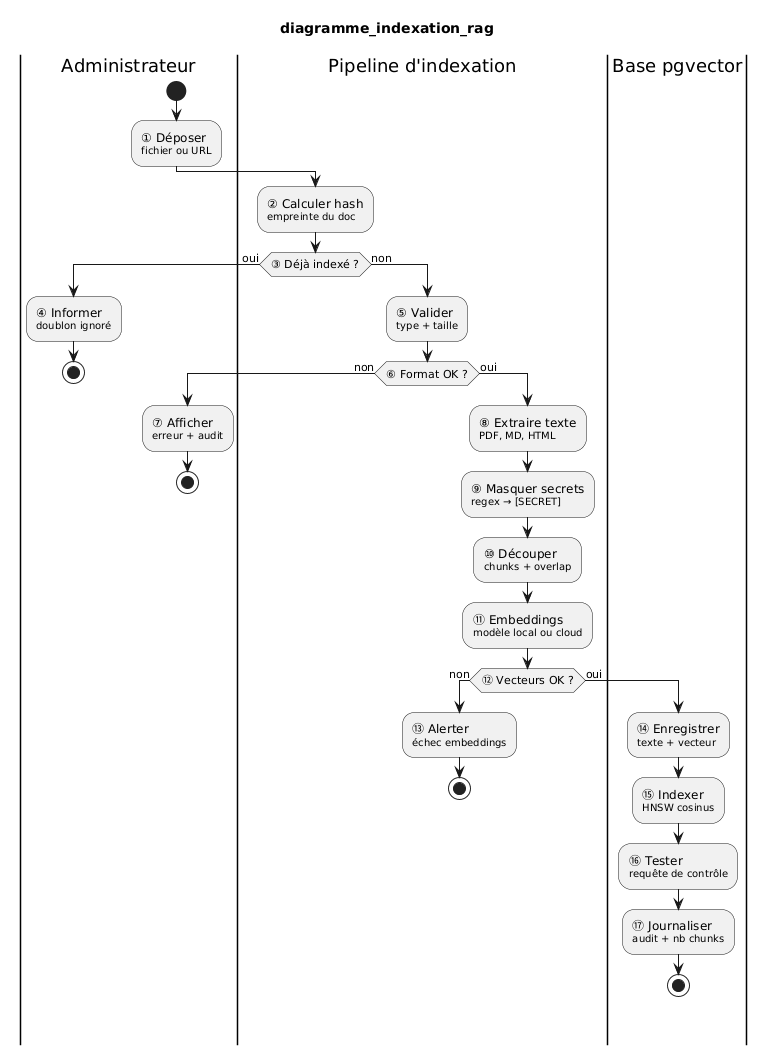 diagramme_indexation_rag
Administrateur
Pipeline d'indexation
Base pgvector
① Déposer
fichier ou URL
② Calculer hash
empreinte du doc
oui
③ Déjà indexé ?
non
④ Informer
doublon ignoré
⑤ Valider
type + taille
non
⑥ Format OK ?
oui
⑦ Afficher
erreur + audit
⑧ Extraire texte
PDF, MD, HTML
⑨ Masquer secrets
regex → [SECRET]
⑩ Découper
chunks + overlap
⑪ Embeddings
modèle local ou cloud
non
⑫ Vecteurs OK ?
oui
⑬ Alerter
échec embeddings
⑭ Enregistrer
texte + vecteur
⑮ Indexer
HNSW cosinus
⑯ Tester
requête de contrôle
⑰ Journaliser
audit + nb chunks